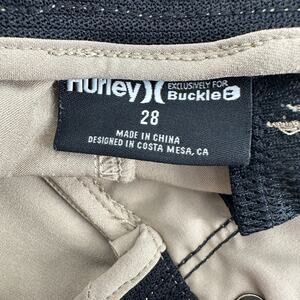 Hurley
EXCLUSIVELY FOR
Buckle B
28
MADE IN CHINA
DESIGNED IN COSTA MESA, CA